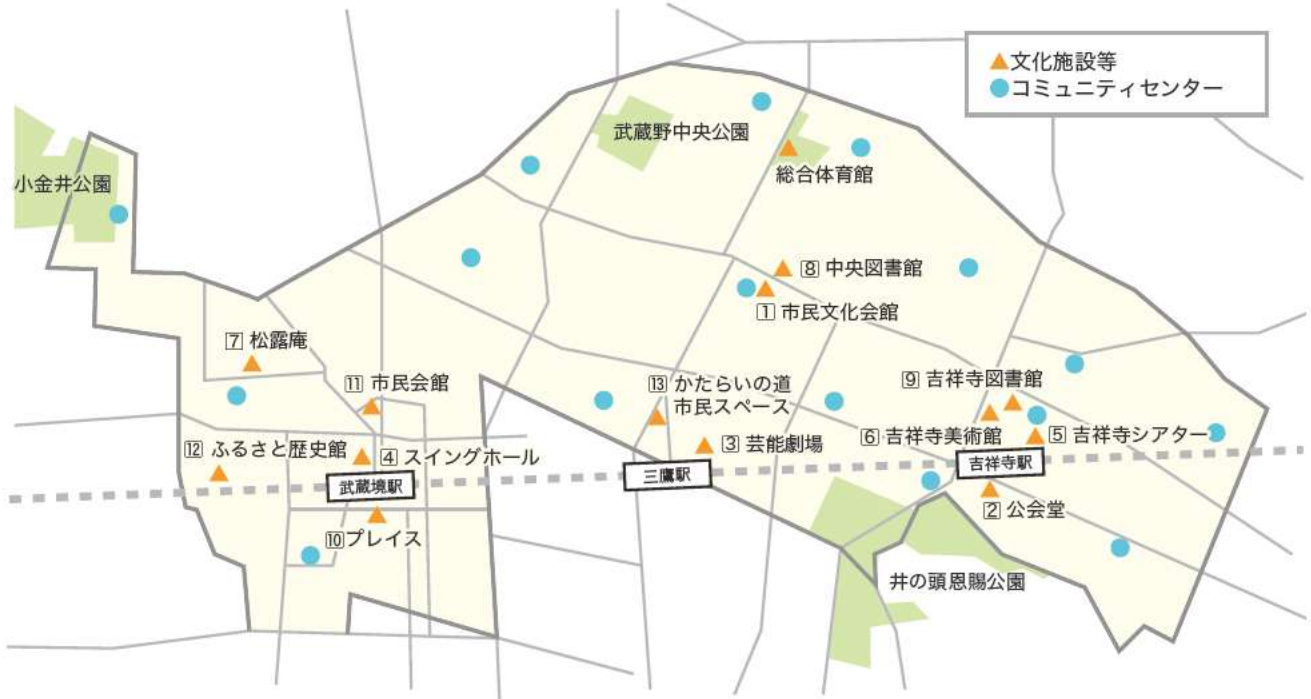 文化施設等
コミュニティセンター
武蔵野中央公園
総合体育館
小金井公園
⑧ 中央図書館
① 市民文化会館
⑦ 松露庵
⑪ 市民会館
⑬ かたらいの道
市民スペース
⑨ 吉祥寺図書館
⑥ 吉祥寺美術館
⑤ 吉祥寺シアター
⑫ ふるさと歴史館
④ スイングホール
③ 芸能劇場
武蔵境駅
三鷹駅
吉祥寺駅
② 公会堂
⑩プレイス
井の頭恩賜公園